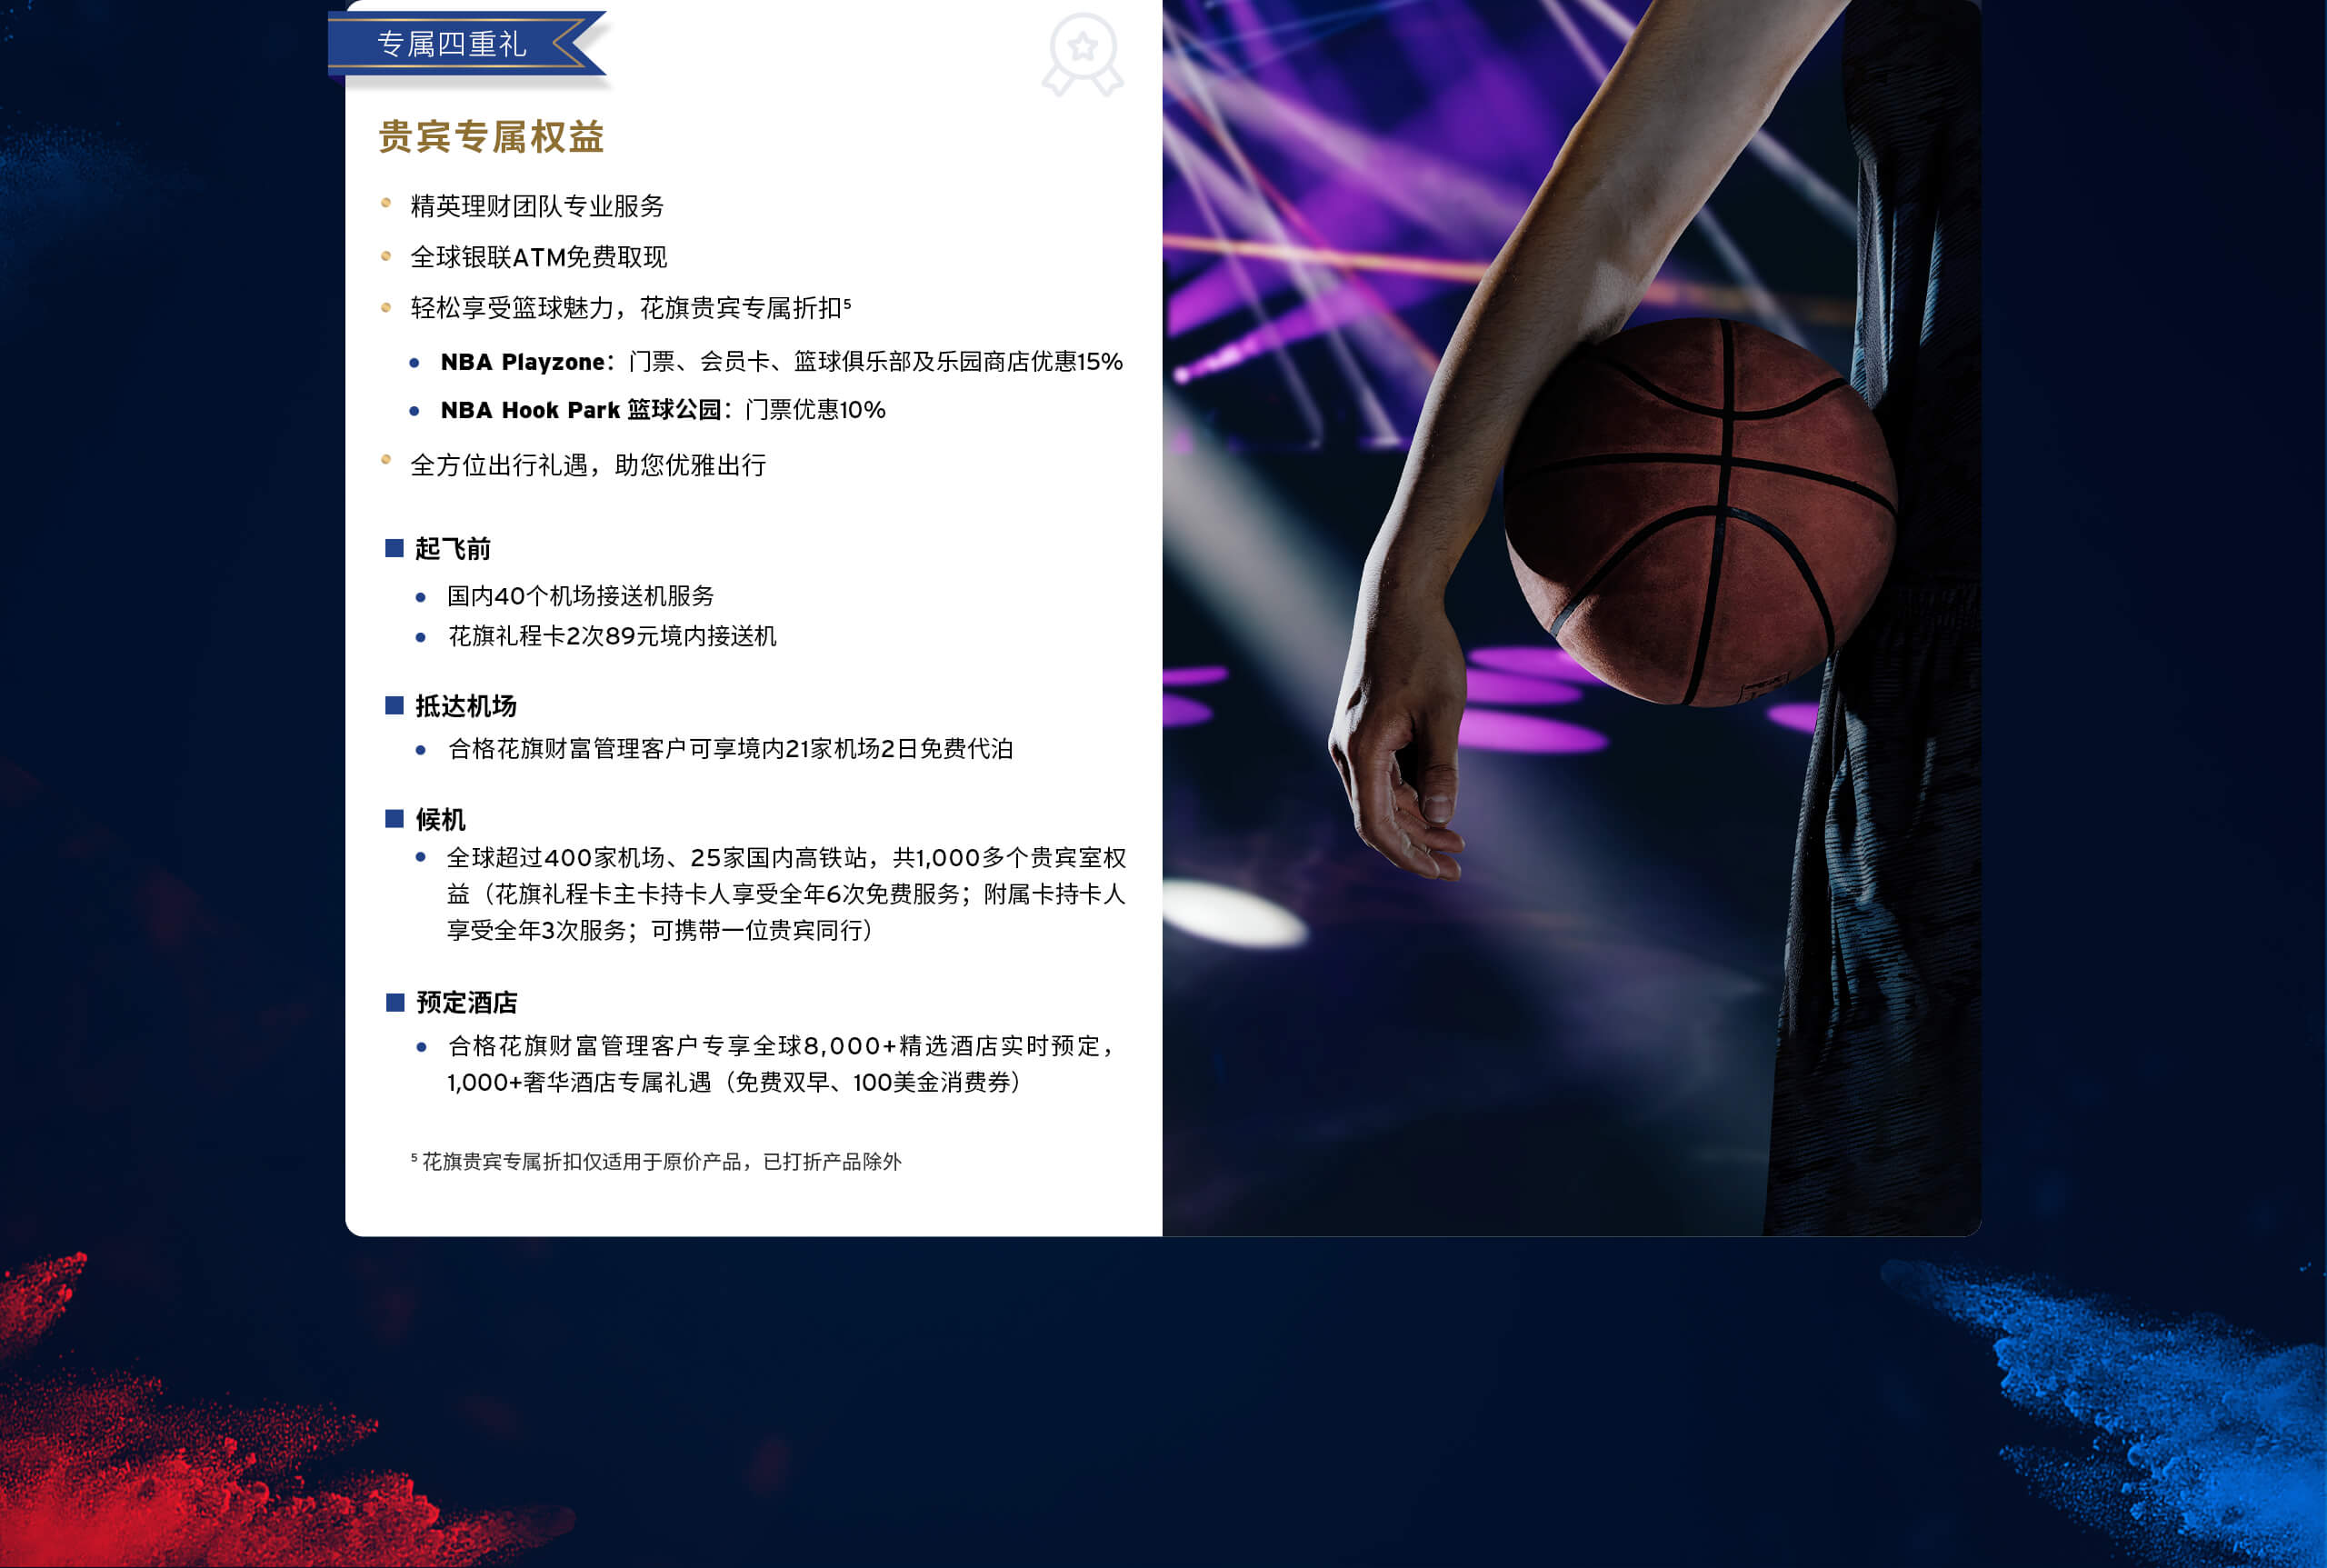 专属四重礼
贵宾专属权益
精英理财团队专业服务
全球银联ATM免费取现
轻松享受篮球魅力，花旗贵宾专属折扣⁵
NBA Playzone：门票、会员卡、篮球俱乐部及乐园商店优惠15%
NBA Hook Park 篮球公园：门票优惠10%
全方位出行礼遇，助您优雅出行
起飞前
国内40个机场接送机服务
花旗礼程卡2次89元境内接送机
抵达机场
合格花旗财富管理客户可享境内21家机场2日免费代泊
候机
全球超过400家机场、25家国内高铁站，共1,000多个贵宾室权
益（花旗礼程卡主卡持卡人享受全年6次免费服务；附属卡持卡人
享受全年3次服务；可携带一位贵宾同行）
预定酒店
合格花旗财富管理客户专享全球8,000+精选酒店实时预定，
1,000+奢华酒店专属礼遇（免费双早、100美金消费券）
⁵ 花旗贵宾专属折扣仅适用于原价产品，已打折产品除外